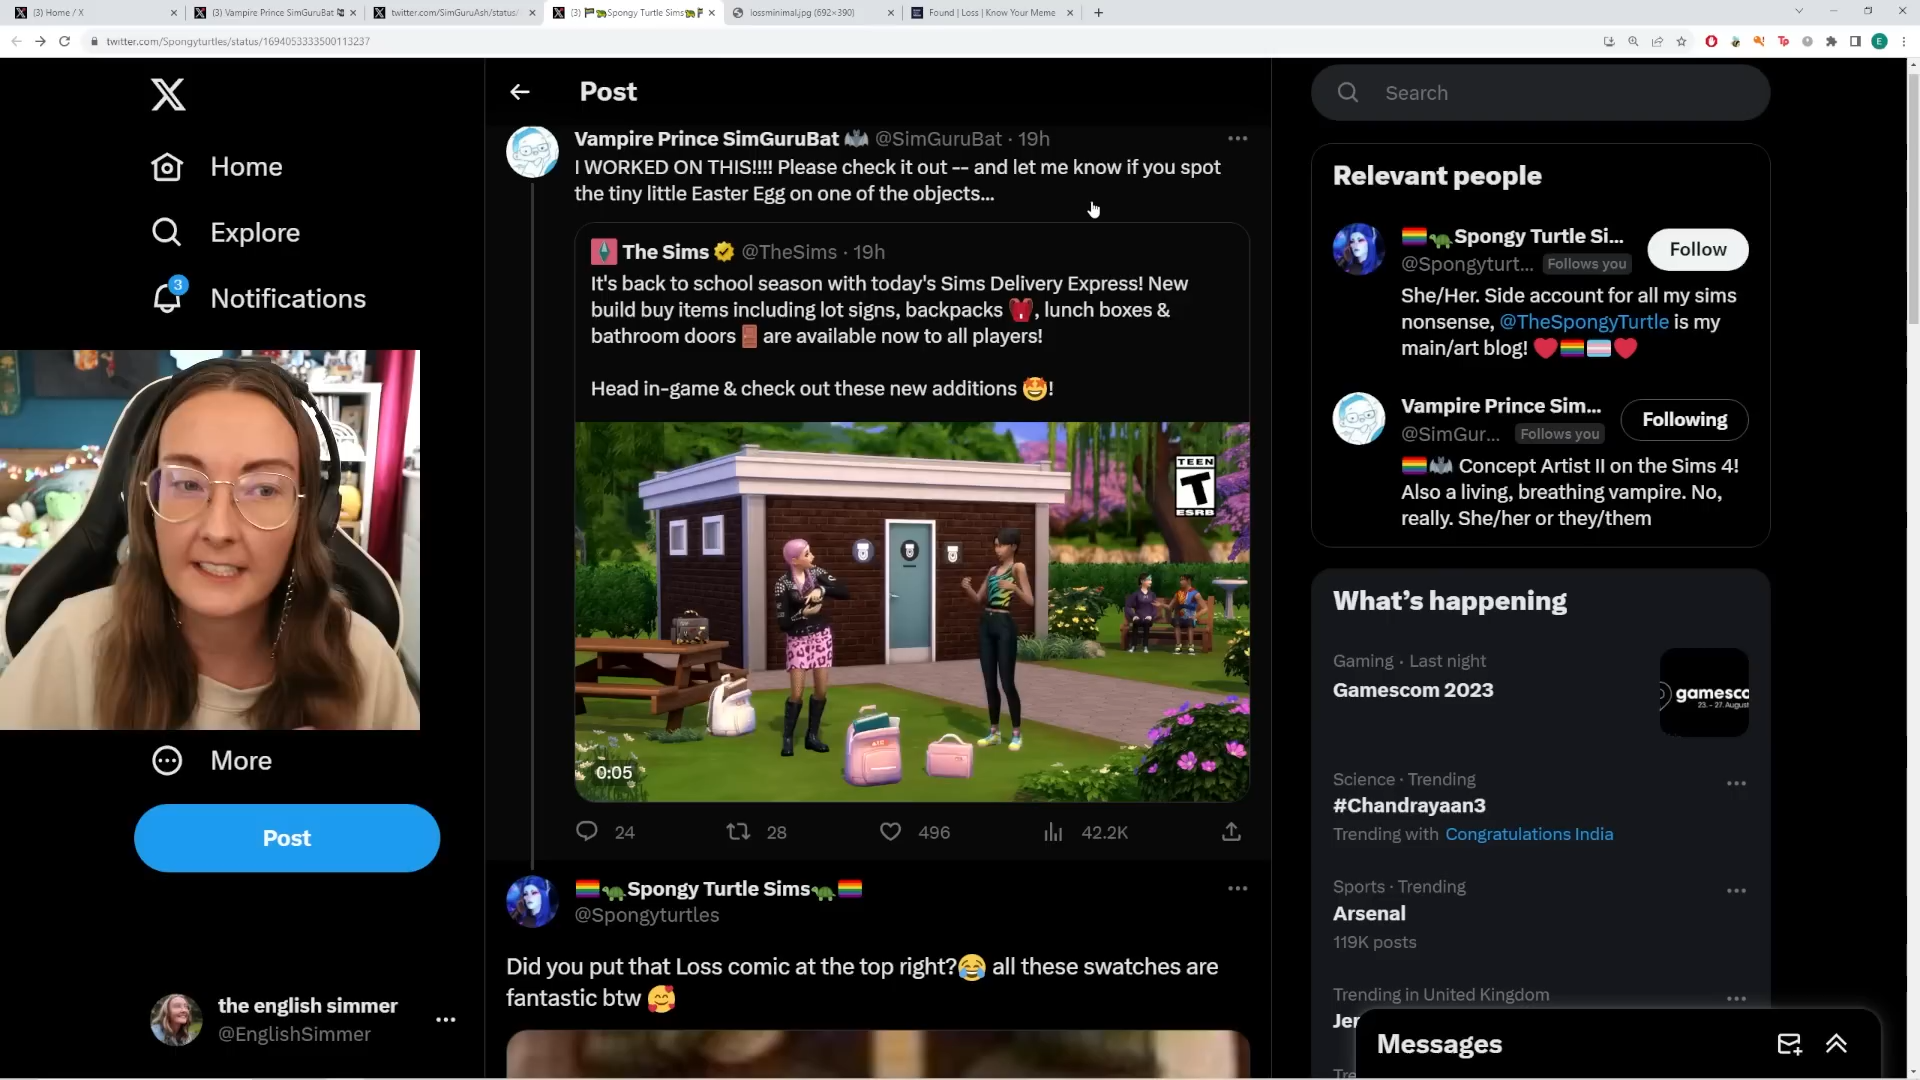 (3) Home / X
(3) Vampire Prince SimGuruBat
twitter.com/SimGuruAsh/status/
(3) Spongy Turtle Sims
lossminimal.jpg (692×390)
Found | Loss | Know Your Meme
twitter.com/Spongyturtles/status/1694053333500113237
Home
Explore
3
Notifications
More
Post
the english simmer
@EnglishSimmer
Post
Vampire Prince SimGuruBat 🦇 @SimGuruBat · 19h
I WORKED ON THIS!!!! Please check it out -- and let me know if you spot
the tiny little Easter Egg on one of the objects...
The Sims @TheSims · 19h
It's back to school season with today's Sims Delivery Express! New
build buy items including lot signs, backpacks 🎒, lunch boxes &
bathroom doors 🚪 are available now to all players!
Head in-game & check out these new additions 🤩!
TEEN
T
ESRB
0:05
24
28
496
42.2K
🏳️‍🌈🐢Spongy Turtle Sims🐢🏳️‍🌈
@Spongyturtles
Did you put that Loss comic at the top right?😂 all these swatches are
fantastic btw 🥰
Search
Relevant people
🏳️‍🌈🐢Spongy Turtle Si...
Follow
@Spongyturt... Follows you
She/Her. Side account for all my sims
nonsense, @TheSpongyTurtle is my
main/art blog! ❤️🏳️‍🌈🏳️‍⚧️❤️
Vampire Prince Sim...
Following
@SimGur... Follows you
🏳️‍🌈🦇 Concept Artist II on the Sims 4!
Also a living, breathing vampire. No,
really. She/her or they/them
What's happening
Gaming · Last night
Gamescom 2023
gamesco
23. – 27. August
Science · Trending
#Chandrayaan3
Trending with Congratulations India
Sports · Trending
Arsenal
119K posts
Trending in United Kingdom
Messages